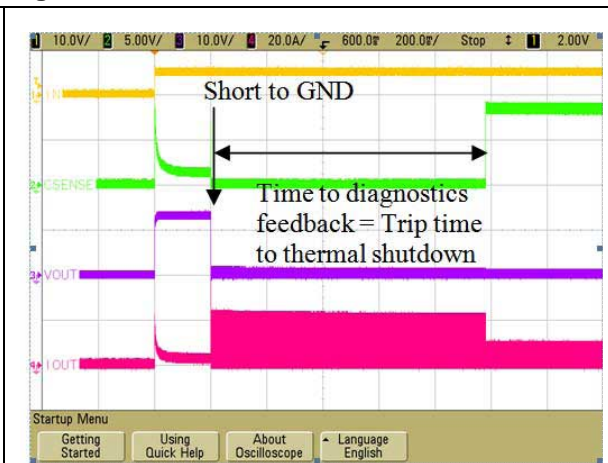 1 10.0V/ 2 5.00V/ 3 10.0V/ 4 20.0A/ 600.0 200.0 / Stop 1 2.00V
IN
Short to GND
CSENSE
Time to diagnostics
feedback = Trip time
to thermal shutdown
VOUT
IOUT
Startup Menu
Getting Started Using Quick Help About Oscilloscope Language English